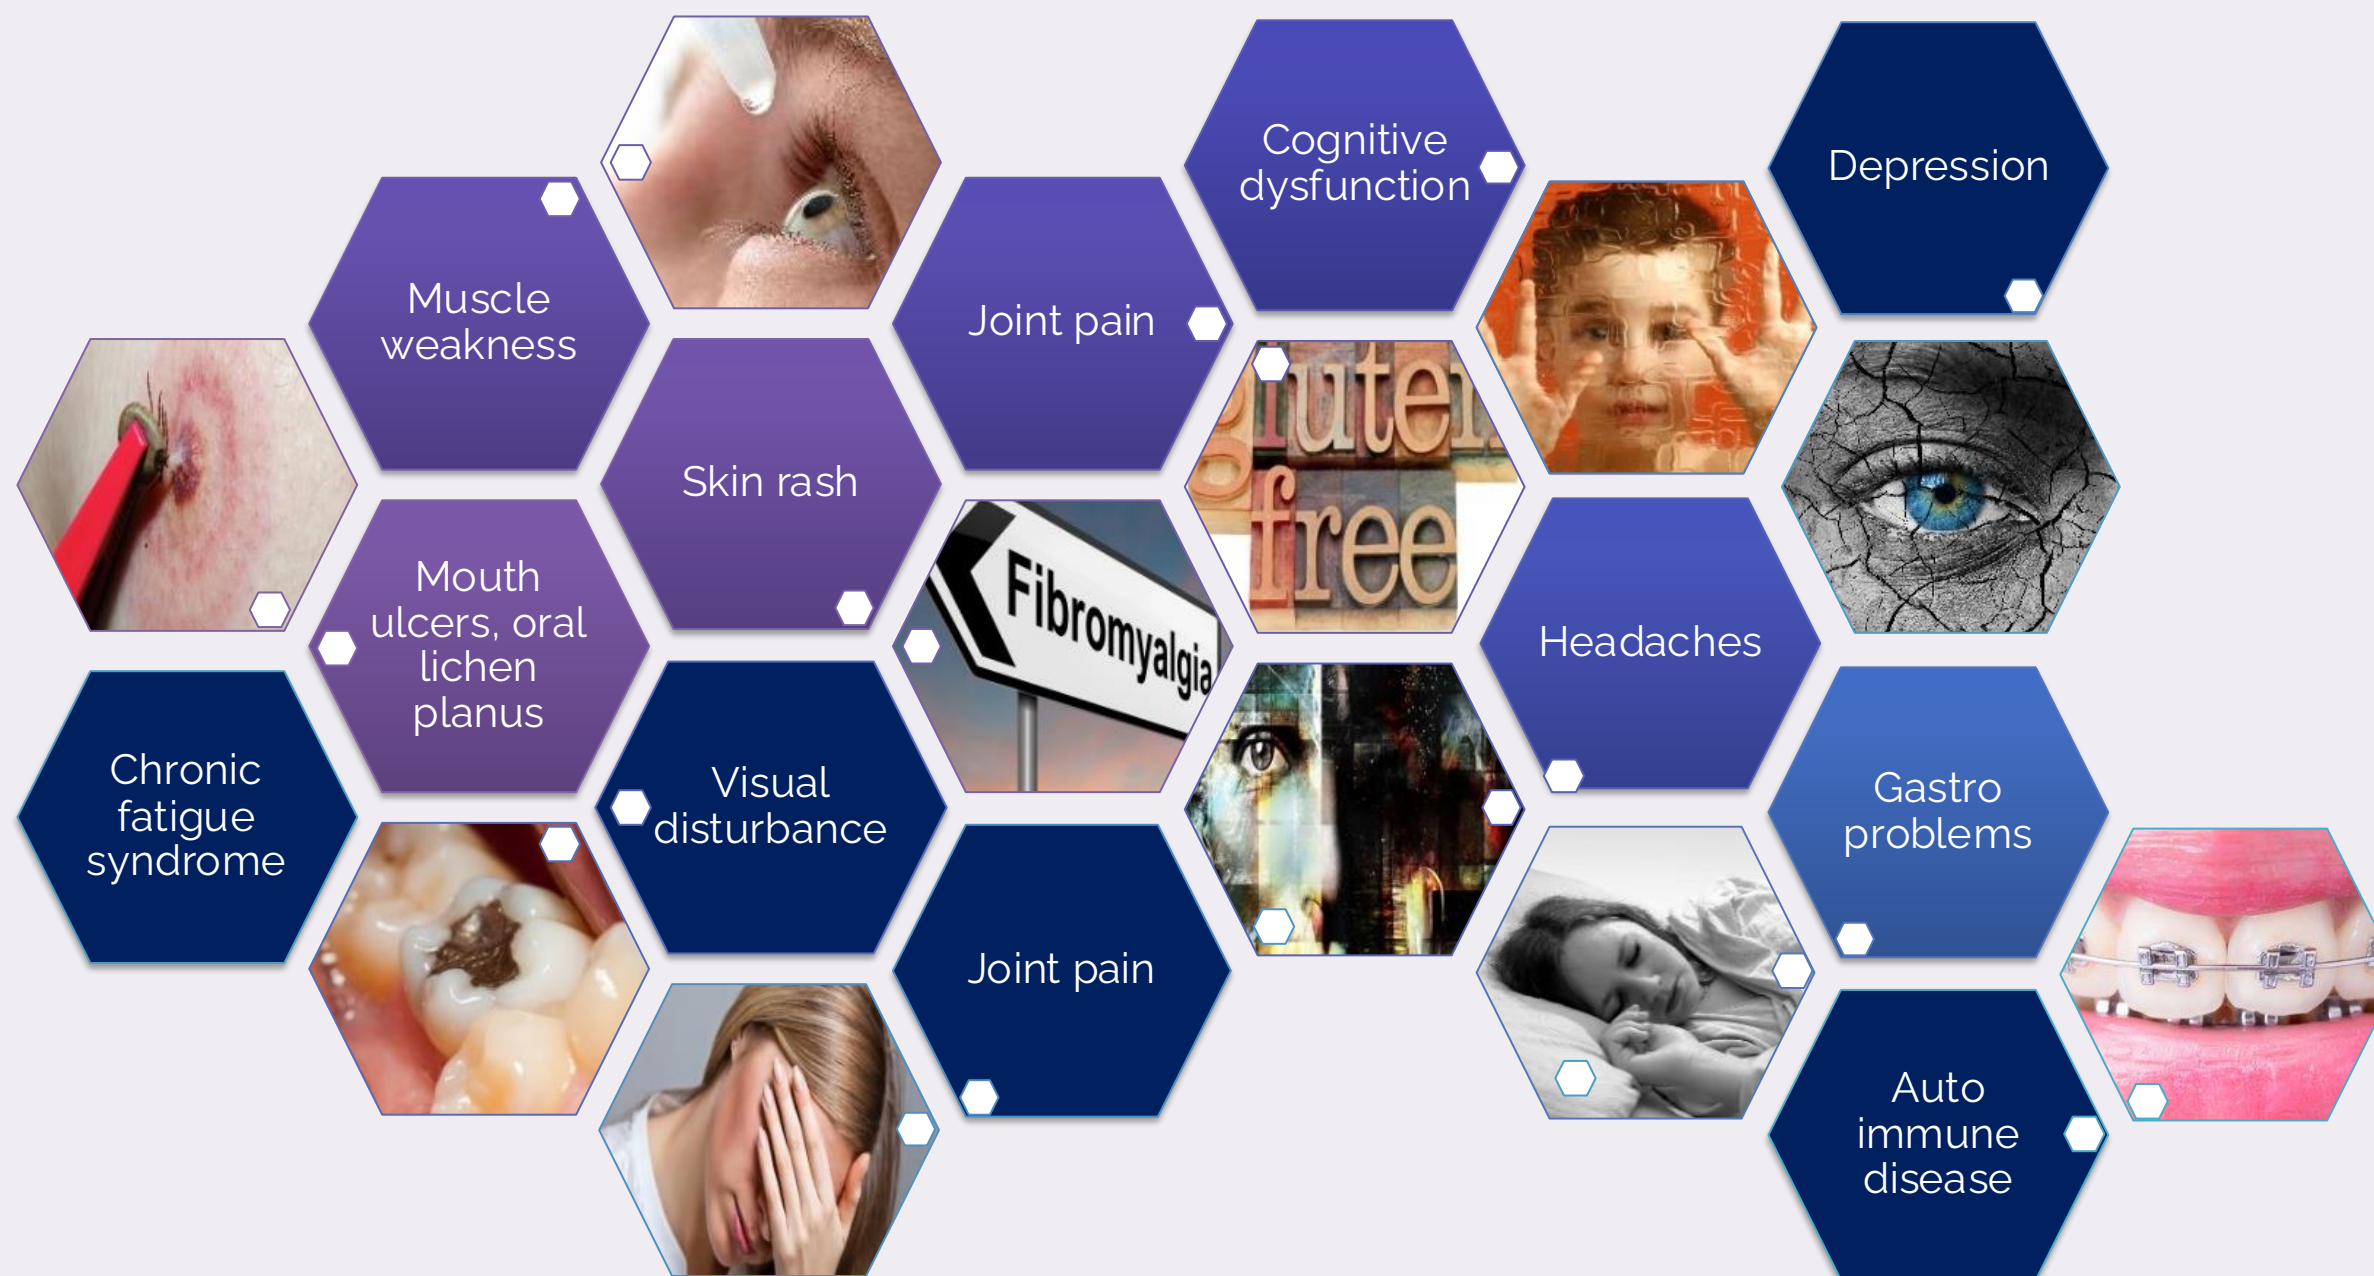 Cognitive
dysfunction
Depression
Muscle
weakness
Joint pain
gluten
free
Skin rash
Fibromyalgia
Mouth
ulcers, oral
lichen
planus
Headaches
Chronic
fatigue
syndrome
Visual
disturbance
Gastro
problems
Joint pain
Auto
immune
disease